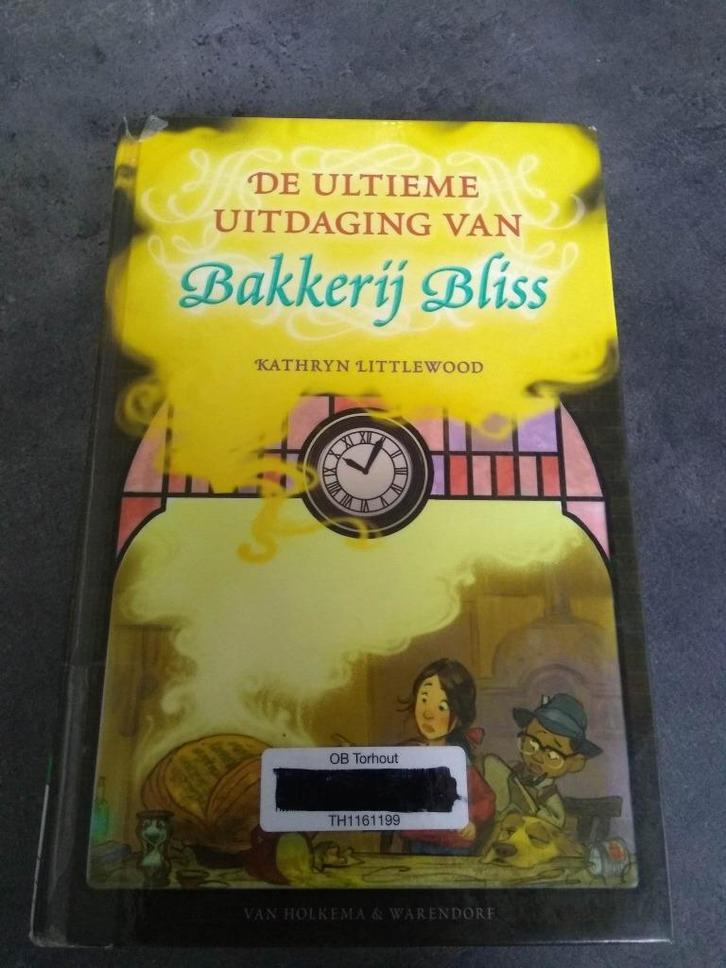 DE ULTIEME
UITDAGING VAN
Bakkerij Bliss
KATHRYN LITTLEWOOD
OB Torhout
TH1161199
VAN HOLKEMA & WARENDORF